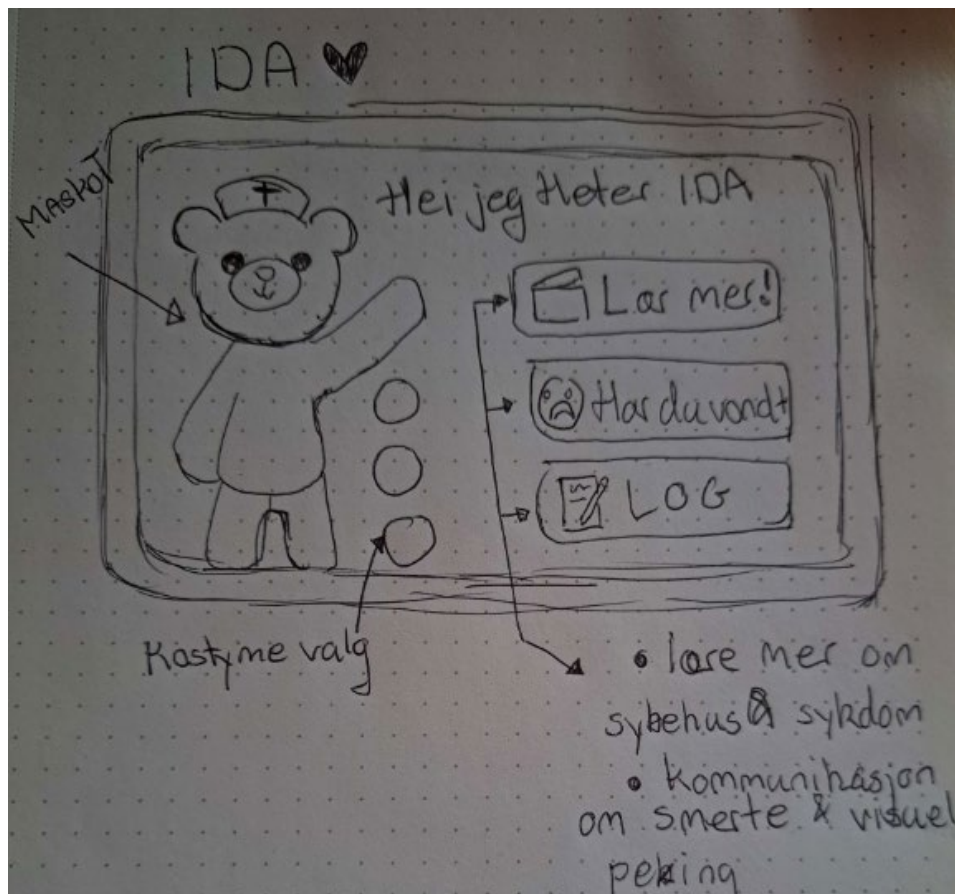 IDA
MASKOT
Hei jeg Heter IDA
Lær mer!
Har du vondt
LOG
Kostyme valg
• lære mer om
sykehus & sykdom
• kommunikasjon
om smerte & visuel
peking